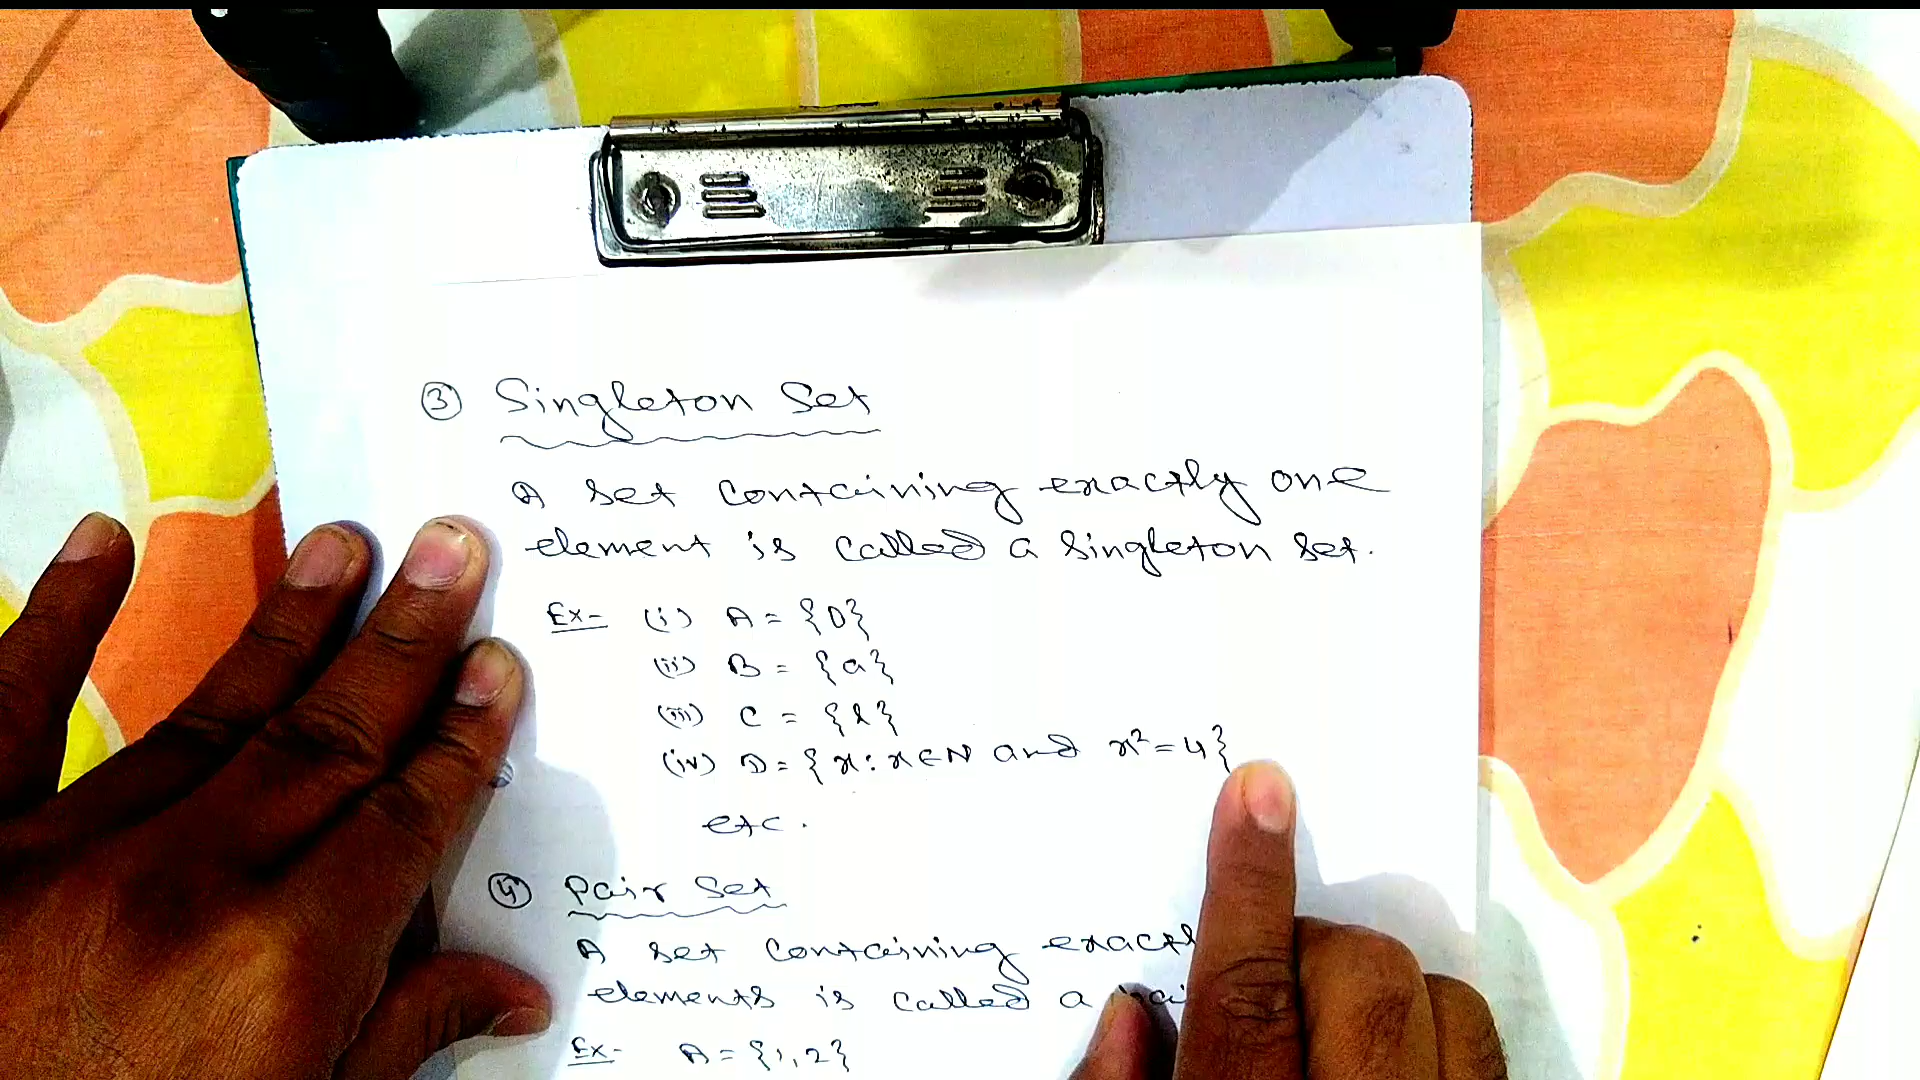 ③ Singleton Set
A set containing exactly one
element is called a singleton set.
Ex- (i) A = {0}
(ii) B = {a}
(iii) C = {l}
(iv) D = {x : x ∈ N and x² = 4}
etc.
④ Pair Set
A set containing exactl
elements is called a
Ex- A = {1, 2}